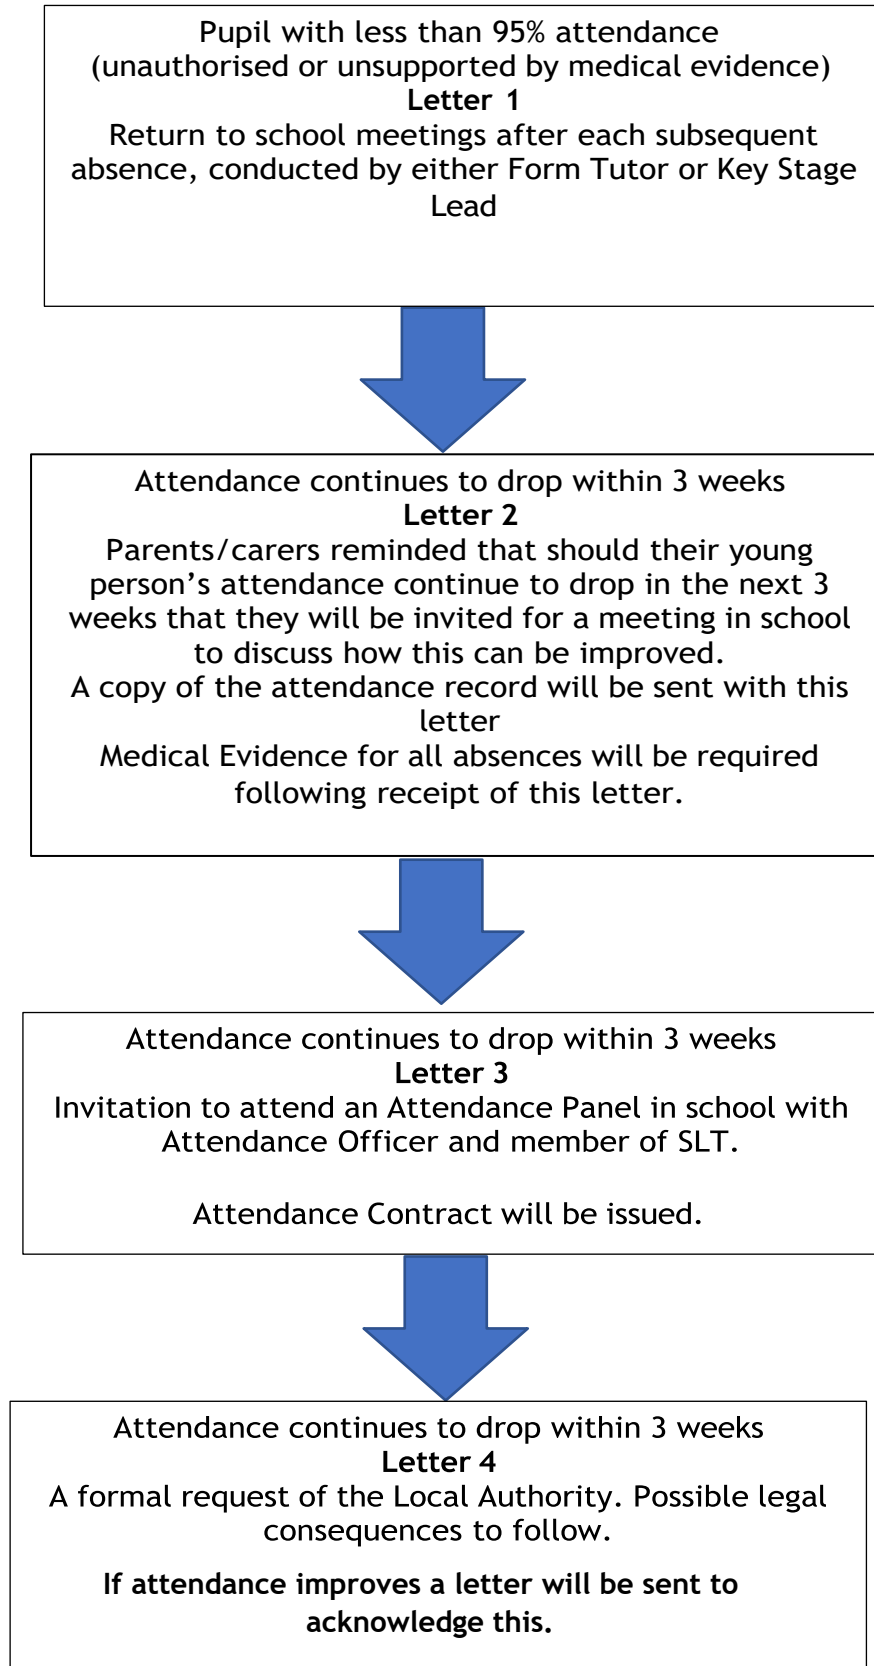 Pupil with less than 95% attendance
(unauthorised or unsupported by medical evidence)
Letter 1
Return to school meetings after each subsequent
absence, conducted by either Form Tutor or Key Stage
Lead
Attendance continues to drop within 3 weeks
Letter 2
Parents/carers reminded that should their young
person’s attendance continue to drop in the next 3
weeks that they will be invited for a meeting in school
to discuss how this can be improved.
A copy of the attendance record will be sent with this
letter
Medical Evidence for all absences will be required
following receipt of this letter.
Attendance continues to drop within 3 weeks
Letter 3
Invitation to attend an Attendance Panel in school with
Attendance Officer and member of SLT.
Attendance Contract will be issued.
Attendance continues to drop within 3 weeks
Letter 4
A formal request of the Local Authority. Possible legal
consequences to follow.
If attendance improves a letter will be sent to
acknowledge this.